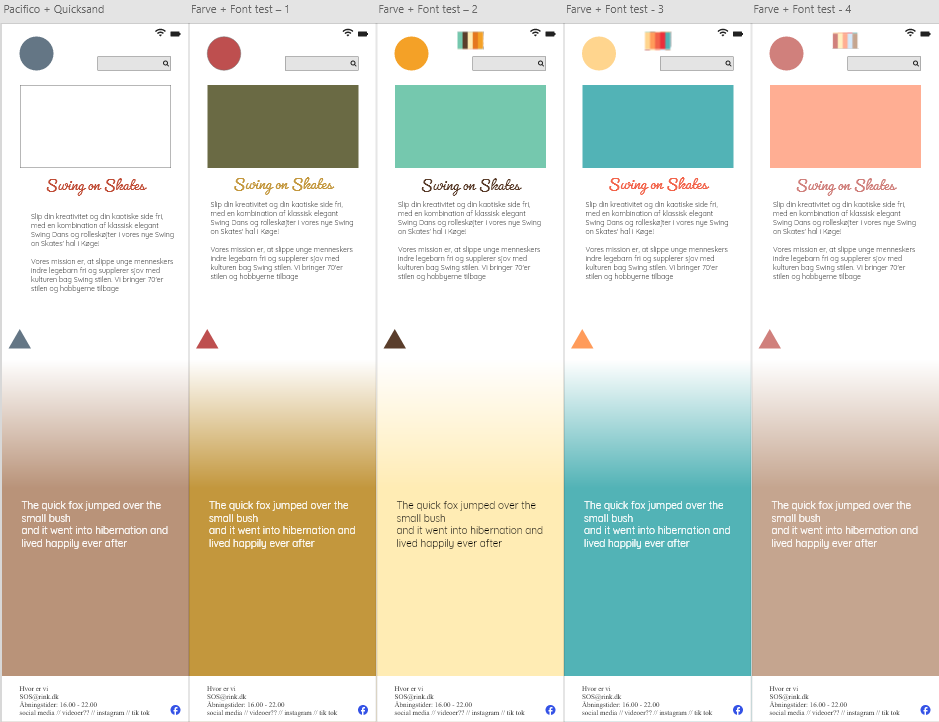 Pacifico + Quicksand
Swing on Skates
Slip din kreativitet og din kaotiske side fri,
med en kombination af klassisk elegant
Swing Dans og rolleskøjter i vores nye Swing
on Skates' hal i Køge!
Vores mission er, at slippe unge menneskers
indre legebarn fri og supplerer sjov med
kulturen bag Swing stilen. Vi bringer 70'er
stilen og hobbyerne tilbage
The quick fox jumped over the
small bush
and it went into hibernation and
lived happily ever after
Hvor er vi
SOS@rink.dk
Åbningstider: 16.00 - 22.00
social media // videoer?? // instagram // tik tok
Farve + Font test – 1
Swing on Skates
Slip din kreativitet og din kaotiske side fri,
med en kombination af klassisk elegant
Swing Dans og rolleskøjter i vores nye Swing
on Skates' hal i Køge!
Vores mission er, at slippe unge menneskers
indre legebarn fri og supplerer sjov med
kulturen bag Swing stilen. Vi bringer 70'er
stilen og hobbyerne tilbage
The quick fox jumped over the
small bush
and it went into hibernation and
lived happily ever after
Hvor er vi
SOS@rink.dk
Åbningstider: 16.00 - 22.00
social media // videoer?? // instagram // tik tok
Farve + Font test – 2
Swing on Skates
Slip din kreativitet og din kaotiske side fri,
med en kombination af klassisk elegant
Swing Dans og rolleskøjter i vores nye Swing
on Skates' hal i Køge!
Vores mission er, at slippe unge menneskers
indre legebarn fri og supplerer sjov med
kulturen bag Swing stilen. Vi bringer 70'er
stilen og hobbyerne tilbage
The quick fox jumped over the
small bush
and it went into hibernation and
lived happily ever after
Hvor er vi
SOS@rink.dk
Åbningstider: 16.00 - 22.00
social media // videoer?? // instagram // tik tok
Farve + Font test - 3
Swing on Skates
Slip din kreativitet og din kaotiske side fri,
med en kombination af klassisk elegant
Swing Dans og rolleskøjter i vores nye Swing
on Skates' hal i Køge!
Vores mission er, at slippe unge menneskers
indre legebarn fri og supplerer sjov med
kulturen bag Swing stilen. Vi bringer 70'er
stilen og hobbyerne tilbage
The quick fox jumped over the
small bush
and it went into hibernation and
lived happily ever after
Hvor er vi
SOS@rink.dk
Åbningstider: 16.00 - 22.00
social media // videoer?? // instagram // tik tok
Farve + Font test - 4
Swing on Skates
Slip din kreativitet og din kaotiske side fri,
med en kombination af klassisk elegant
Swing Dans og rolleskøjter i vores nye Swing
on Skates' hal i Køge!
Vores mission er, at slippe unge menneskers
indre legebarn fri og supplerer sjov med
kulturen bag Swing stilen. Vi bringer 70'er
stilen og hobbyerne tilbage
The quick fox jumped over the
small bush
and it went into hibernation and
lived happily ever after
Hvor er vi
SOS@rink.dk
Åbningstider: 16.00 - 22.00
social media // videoer?? // instagram // tik tok